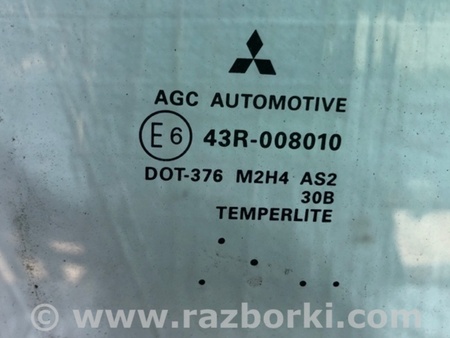 AGC AUTOMOTIVE
E6 43R-008010
DOT-376 M2H4 AS2
30B
TEMPERLITE
© www.razborki.com